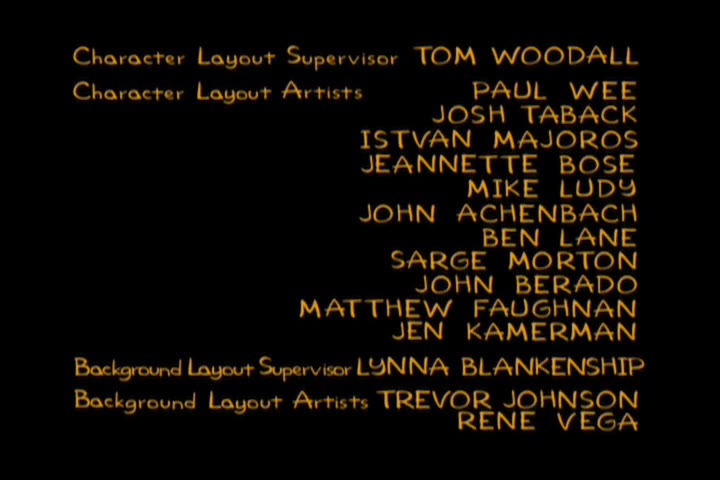 Character Layout Supervisor TOM WOODALL
Character Layout Artists PAUL WEE
JOSH TABACK
ISTVAN MAJOROS
JEANNETTE BOSE
MIKE LUDY
JOHN ACHENBACH
BEN LANE
SARGE MORTON
JOHN BERADO
MATTHEW FAUGHNAN
JEN KAMERMAN
Background Layout Supervisor LYNNA BLANKENSHIP
Background Layout Artists TREVOR JOHNSON
RENE VEGA